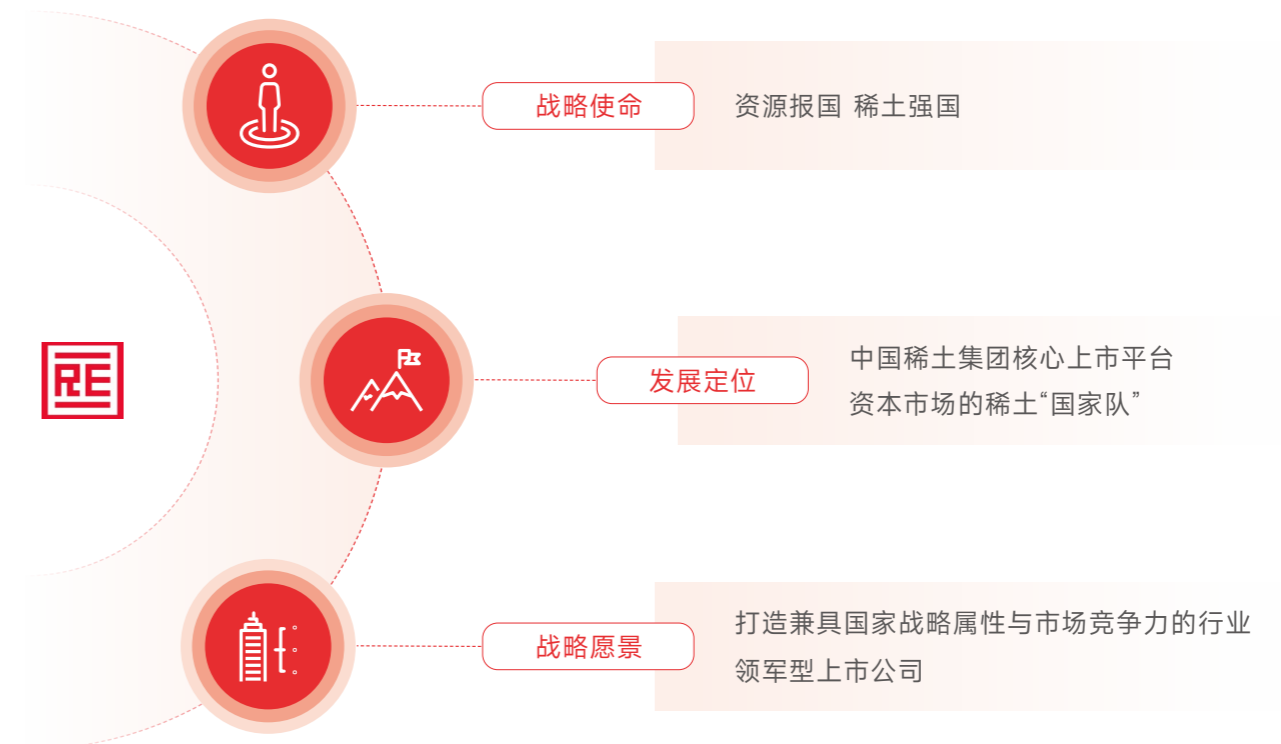 战略使命
资源报国 稀土强国
RE
发展定位
中国稀土集团核心上市平台
资本市场的稀土“国家队”
战略愿景
打造兼具国家战略属性与市场竞争力的行业
领军型上市公司